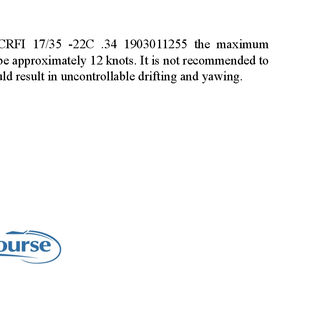 CRFI 17/35 -22C .34 1903011255 the maximum
be approximately 12 knots. It is not recommended to
uld result in uncontrollable drifting and yawing.
ourse